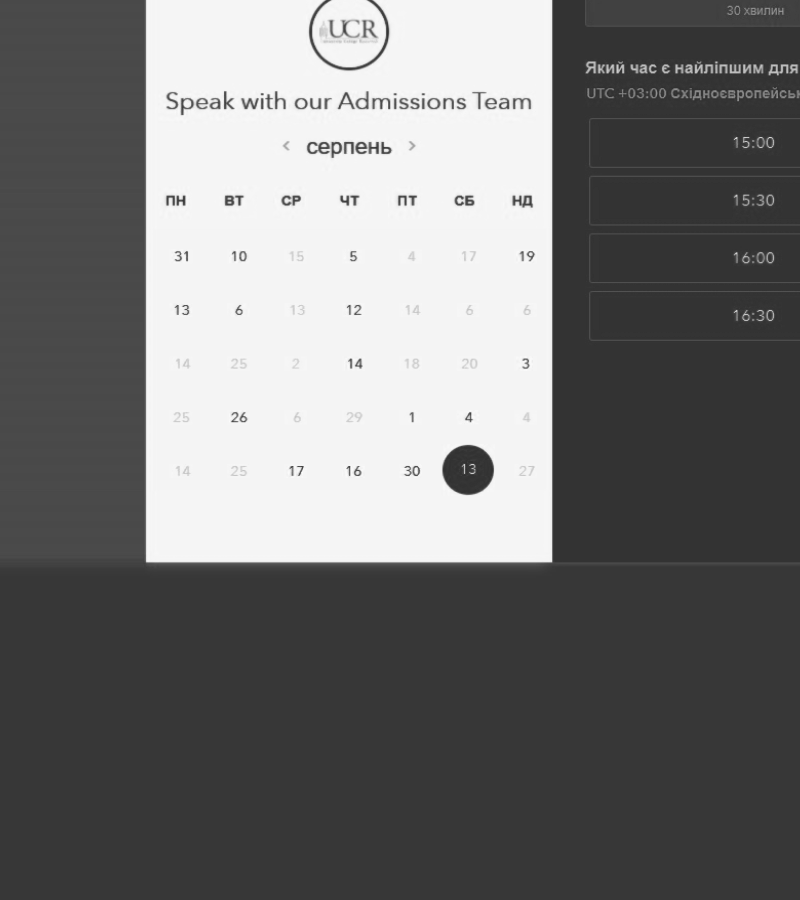 UCR
Speak with our Admissions Team
< серпень >
ПН ВТ СР ЧТ ПТ СБ НД
31 10 15 5 4 17 19
13 6 13 12 14 6 6
14 25 2 14 18 20 3
25 26 6 29 1 4 4
14 25 17 16 30 13 27
30 хвилин
Який час є найліпшим для
UTC +03:00 Східноєвропейськ
15:00
15:30
16:00
16:30